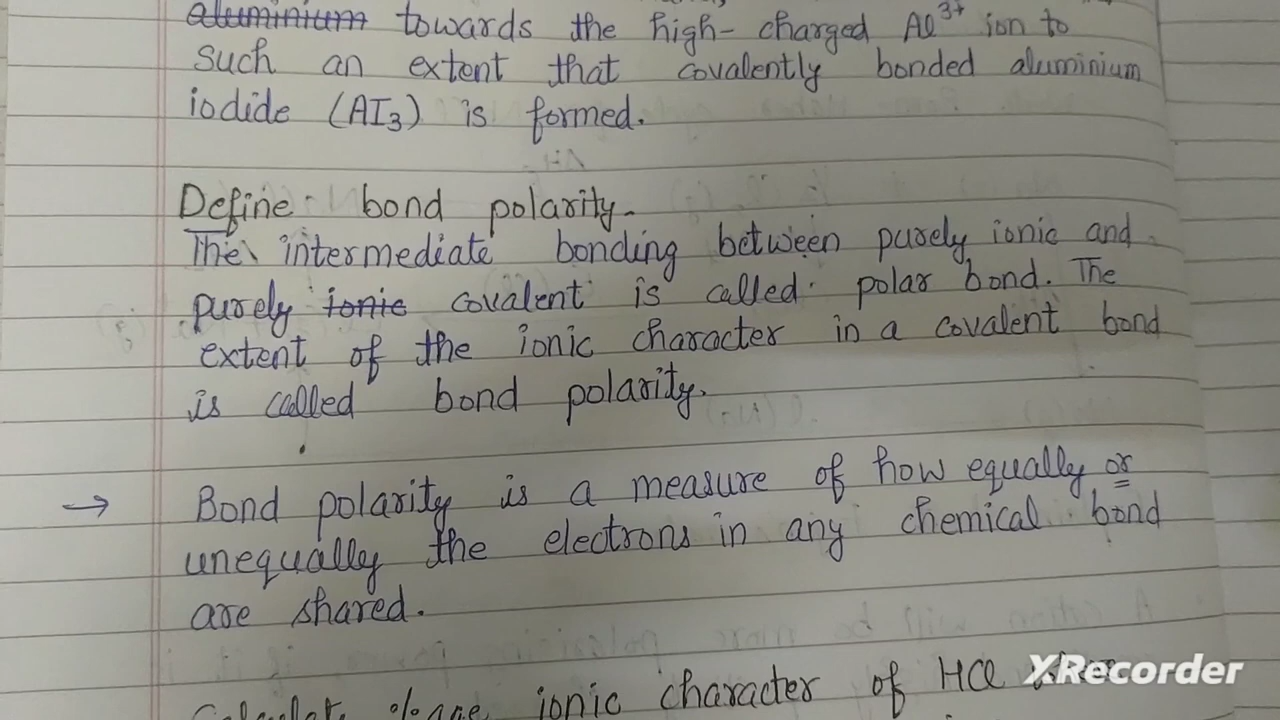 aluminium towards the high- charged Al3+ ion to
such an extent that covalently bonded aluminium
iodide (AI3) is formed.
Define bond polarity.
The intermediate bonding between purely ionic and
purely ionic covalent is called polar bond. The
extent of the ionic character in a covalent bond
is called bond polarity.
→ Bond polarity is a measure of how equally or
unequally the electrons in any chemical bond
are shared.
Calculate %age ionic character of HCl
XRecorder